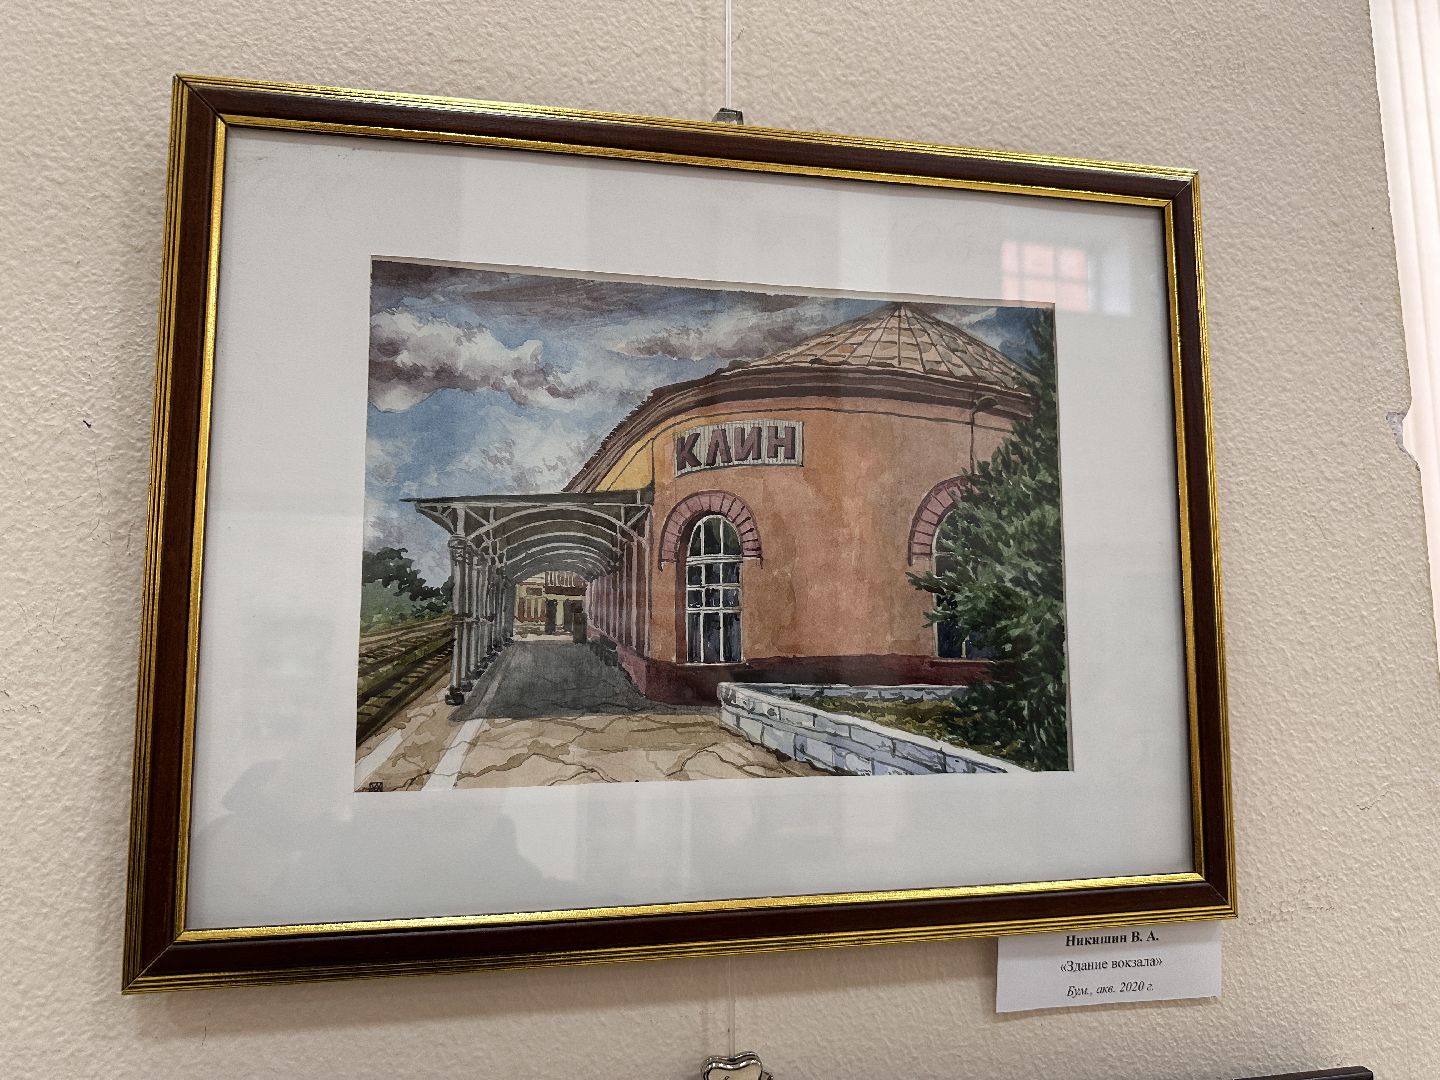 КЛИН
Никишин В. А.
«Здание вокзала»
Бум., акв. 2020 г.